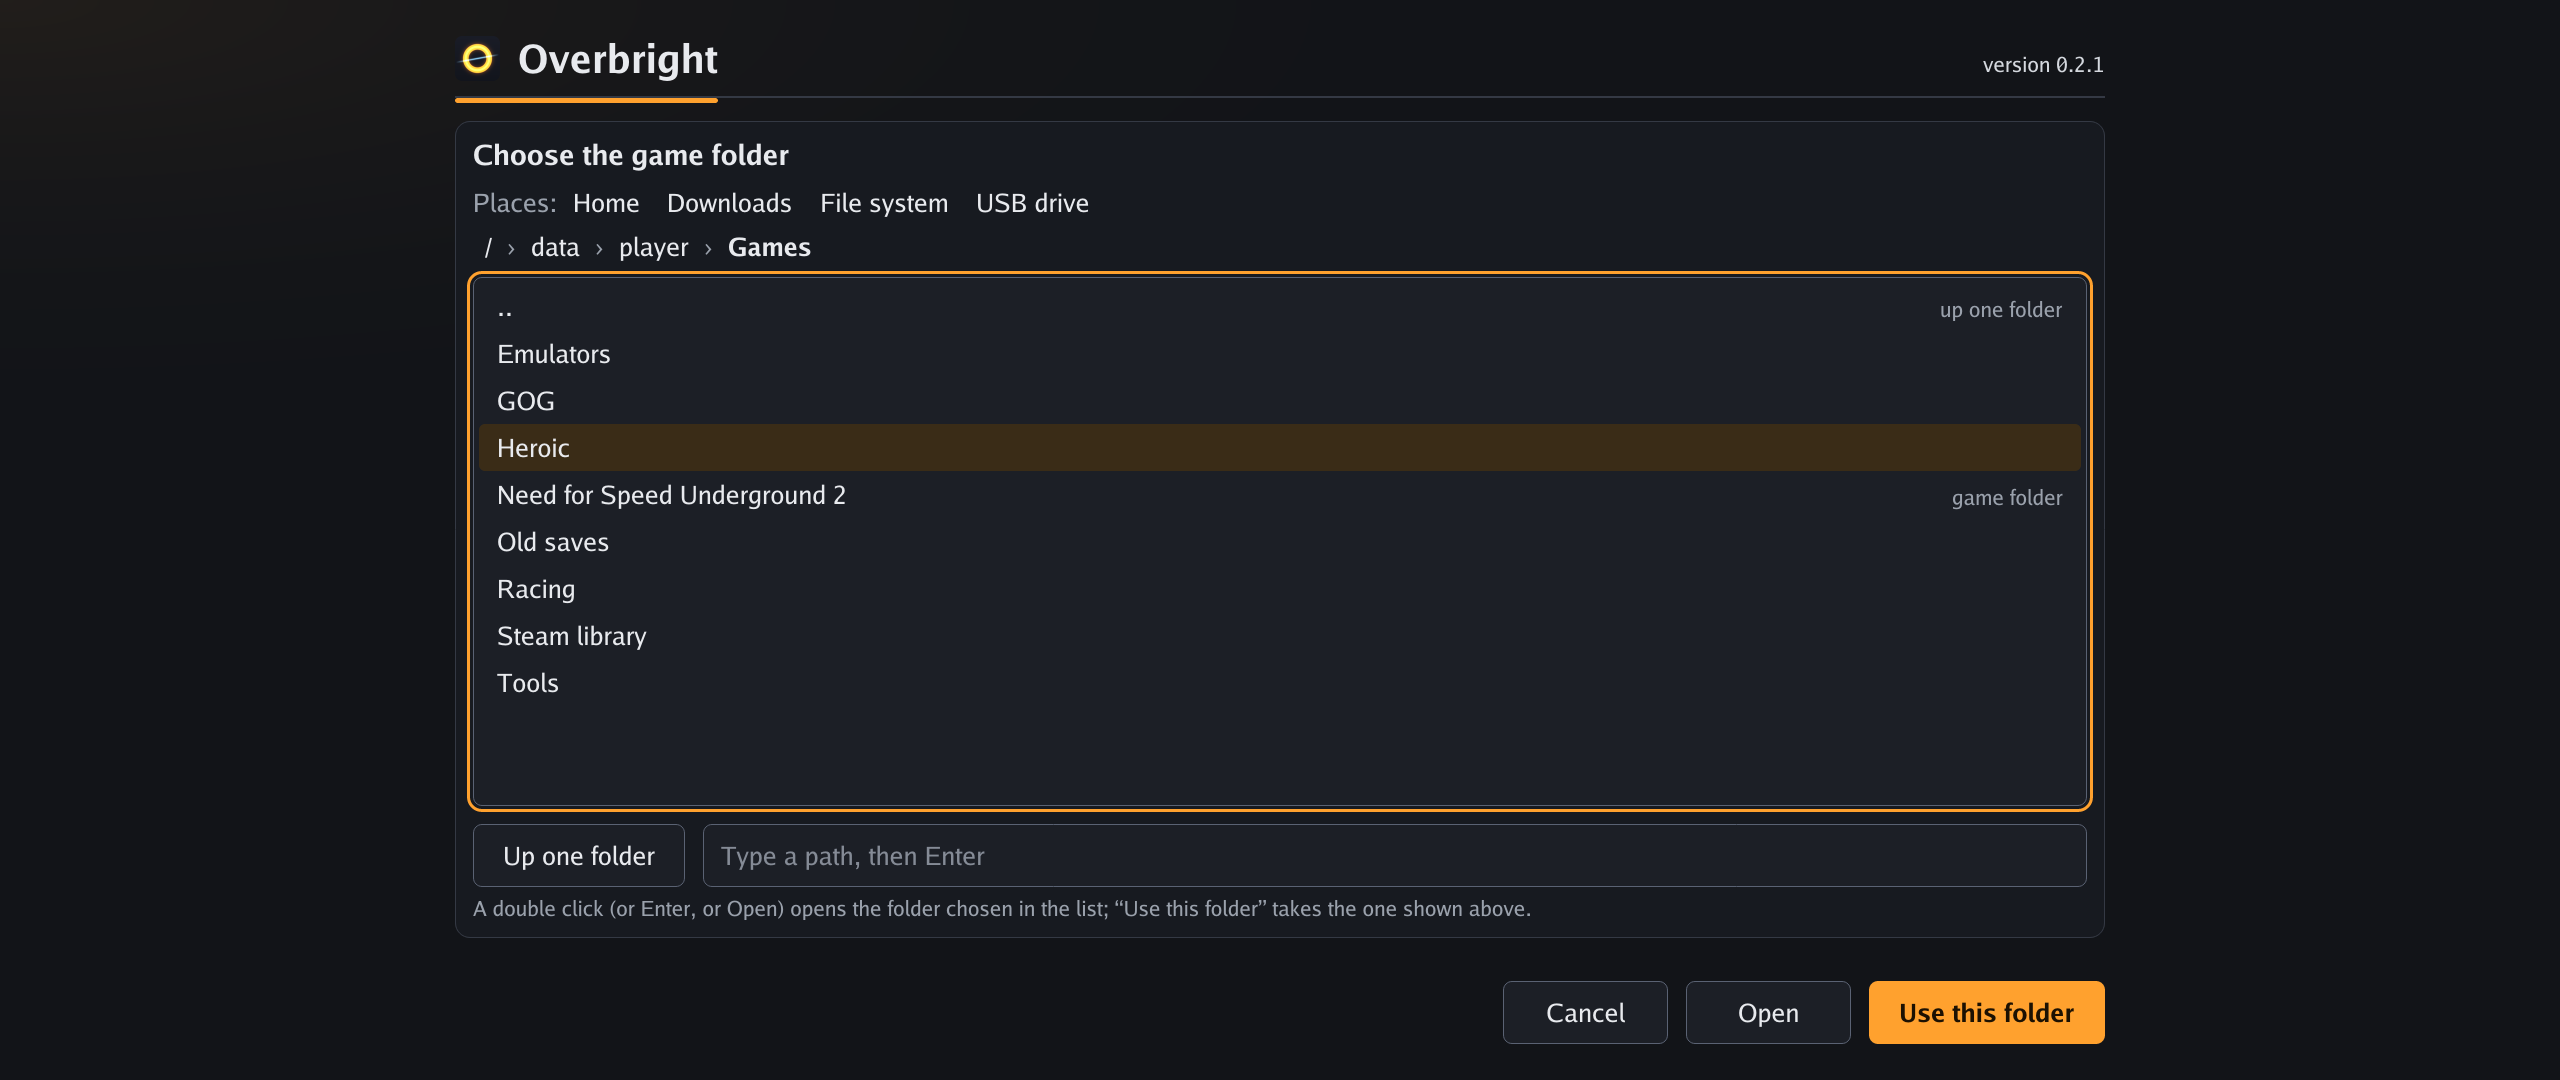 Overbright
version 0.2.1
Choose the game folder
Places: Home Downloads File system USB drive
/ › data › player › Games
.. up one folder
Emulators
GOG
Heroic
Need for Speed Underground 2 game folder
Old saves
Racing
Steam library
Tools
Up one folder Type a path, then Enter
A double click (or Enter, or Open) opens the folder chosen in the list; “Use this folder” takes the one shown above.
Cancel Open Use this folder